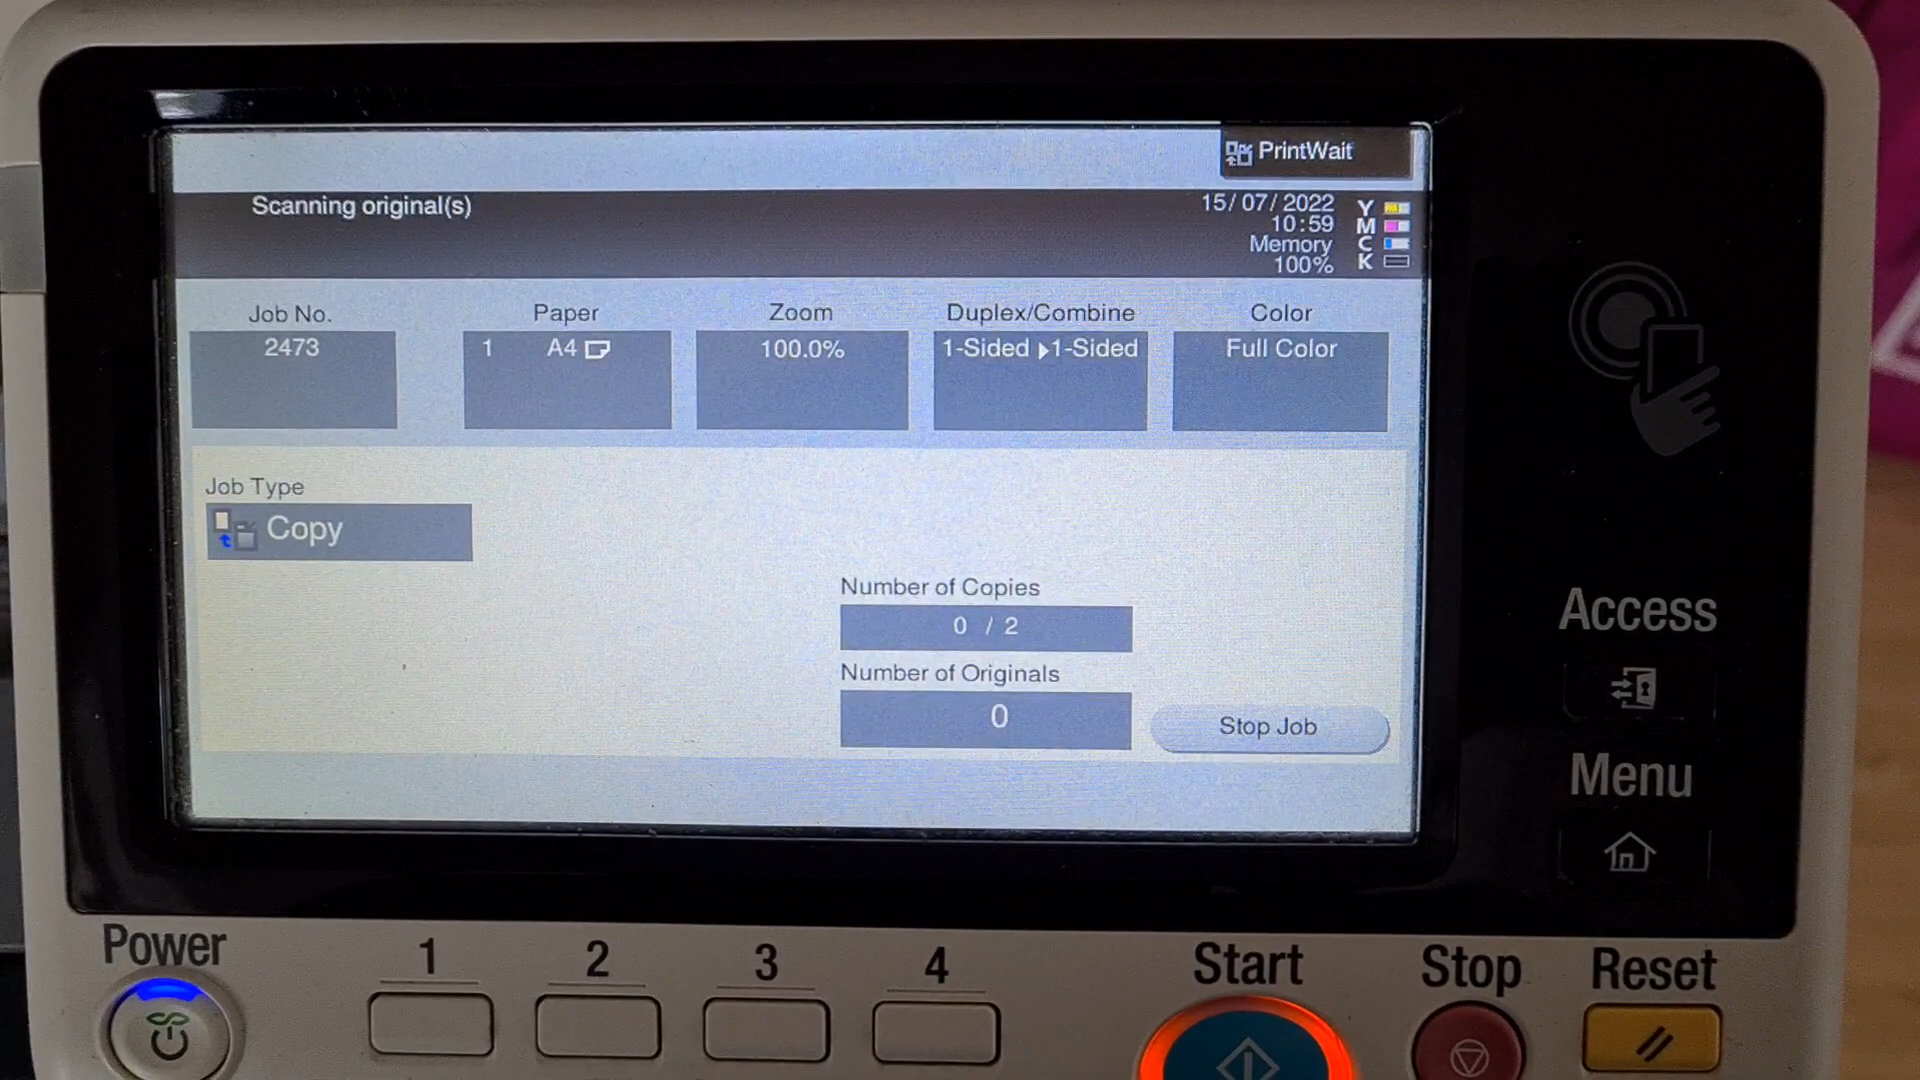 PrintWait
Scanning original(s)
15/07/2022
10:59
Memory
100%
Y
M
C
K
Job No.
2473
Paper
1 A4
Zoom
100.0%
Duplex/Combine
1-Sided ▶1-Sided
Color
Full Color
Job Type
Copy
Number of Copies
0 / 2
Number of Originals
0
Stop Job
Access
Menu
Power
1
2
3
4
Start
Stop
Reset